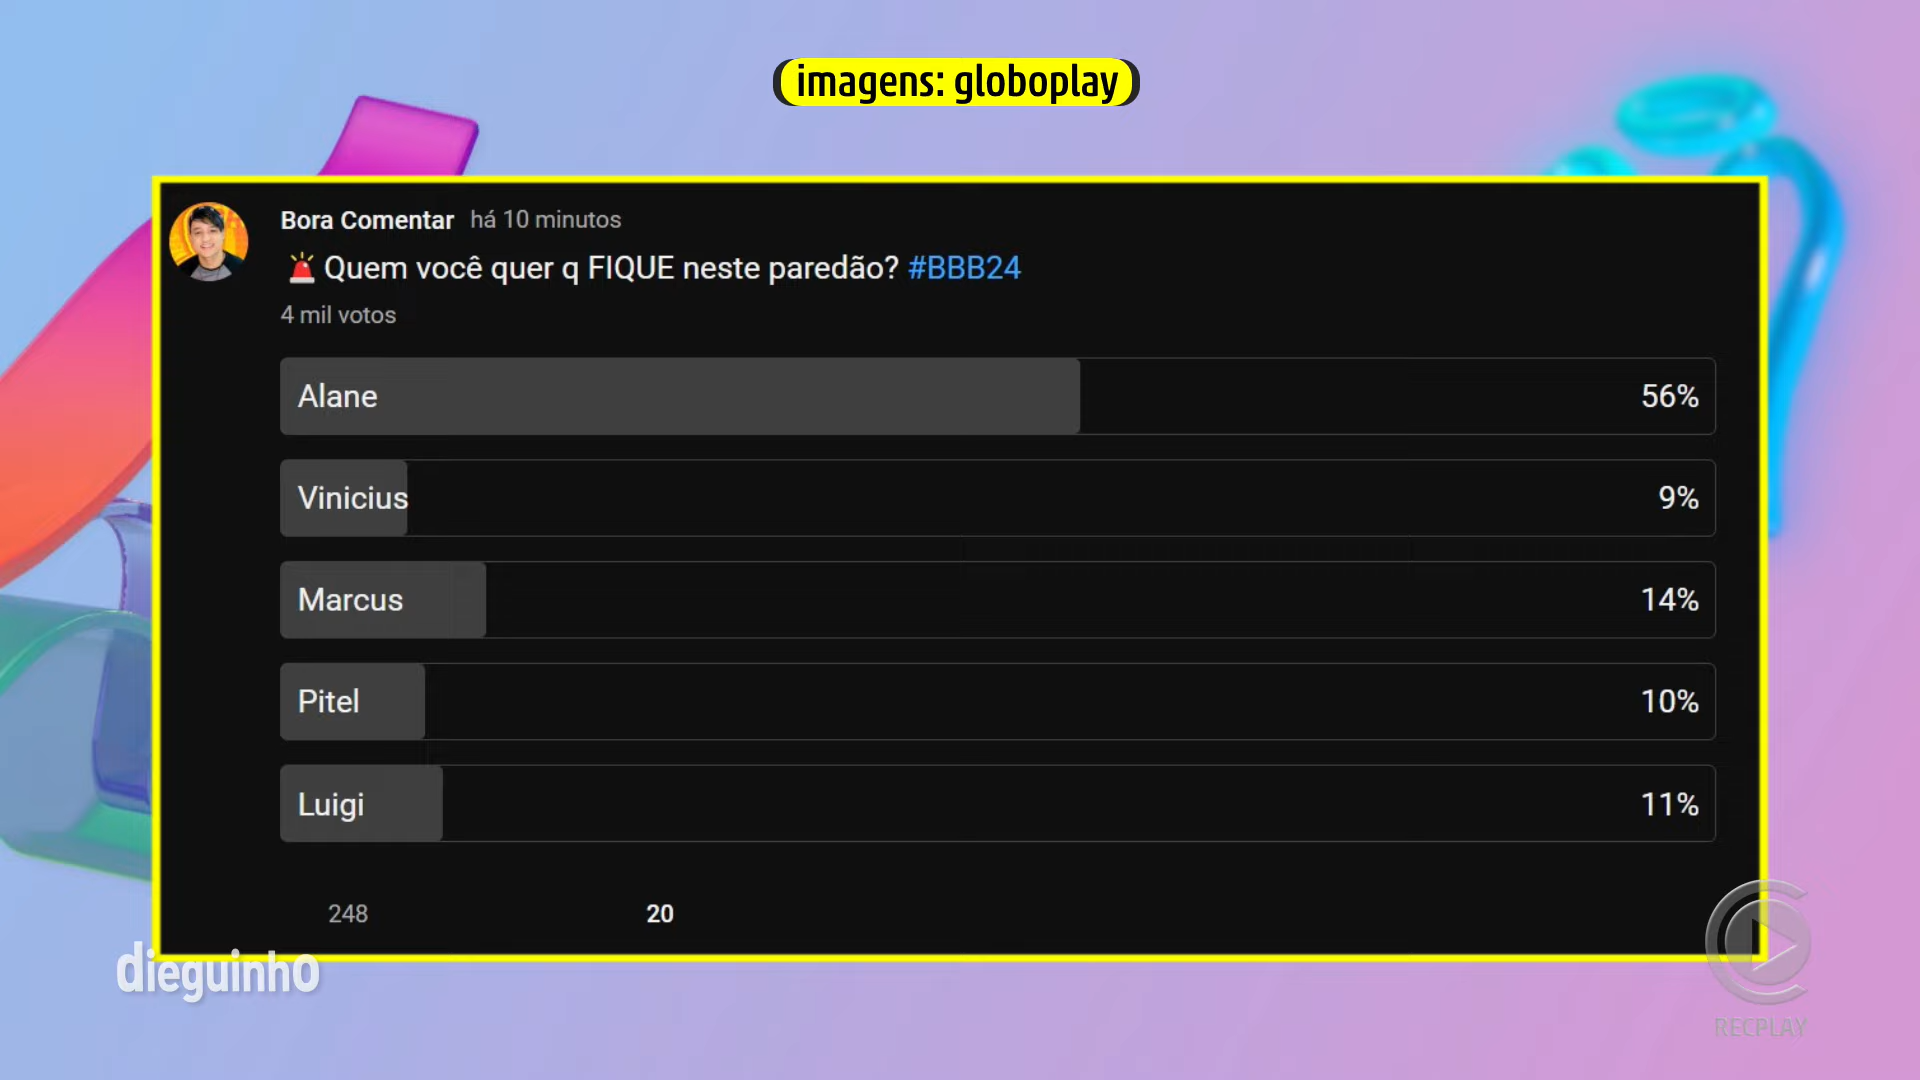 imagens: globoplay
Bora Comentar há 10 minutos
🚨 Quem você quer q FIQUE neste paredão? #BBB24
4 mil votos
Alane 56%
Vinicius 9%
Marcus 14%
Pitel 10%
Luigi 11%
248 20
dieguinho
RECPLAY